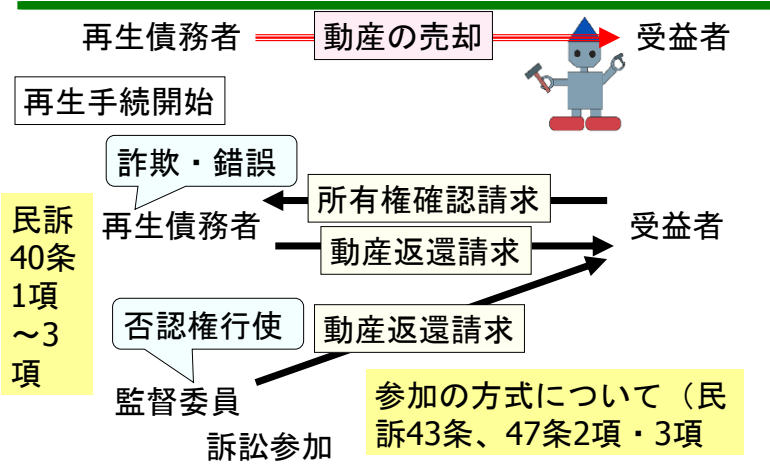 再生債務者
動産の売却
受益者
再生手続開始
詐欺・錯誤
民訴
40条
1項
～3
項
再生債務者
所有権確認請求
動産返還請求
受益者
否認権行使
動産返還請求
監督委員
訴訟参加
参加の方式について（民
訴43条、47条2項・3項